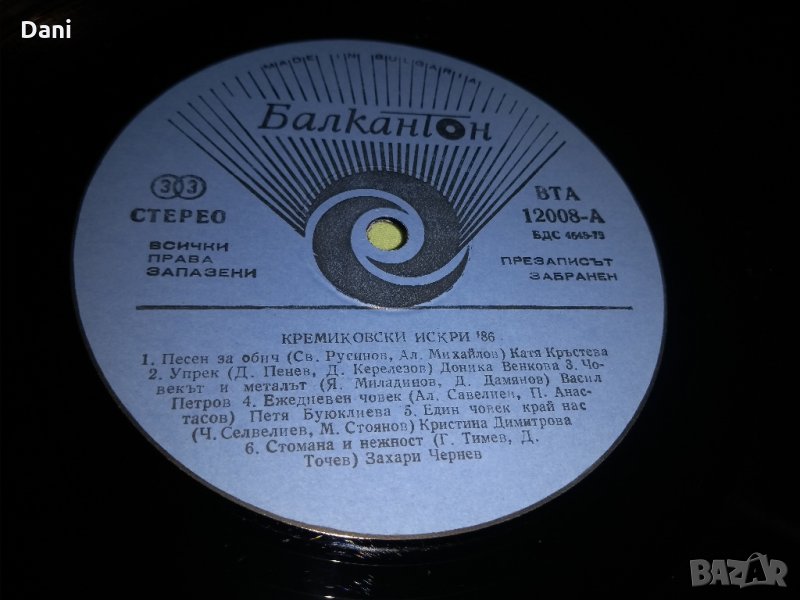 Dani
MADE IN BULGARIA
Балкантон
33
СТЕРЕО
ВСИЧКИ
ПРАВА
ЗАПАЗЕНИ
ВТА
12008-А
БДС 4648-73
ПРЕЗАПИСЪТ
ЗАБРАНЕН
КРЕМИКОВСКИ ИСКРИ '86
1. Песен за обич (Св. Русинов, Ал. Михайлов) Катя Кръстева
2. Упрек (Д. Пенев, Д. Керелезов) Доника Венкова 3. Чо-
векът и металът (Я. Миладинов, Д. Дамянов) Васил
Петров 4. Ежедневен човек (Ал. Савелиев, П. Анас-
тасов) Петя Буюклиева 5. Един човек край нас
(Ч. Селвелиев, М. Стоянов) Кристина Димитрова
6. Стомана и нежност (Г. Тимев, Д.
Точев) Захари Чернев
BAZAR